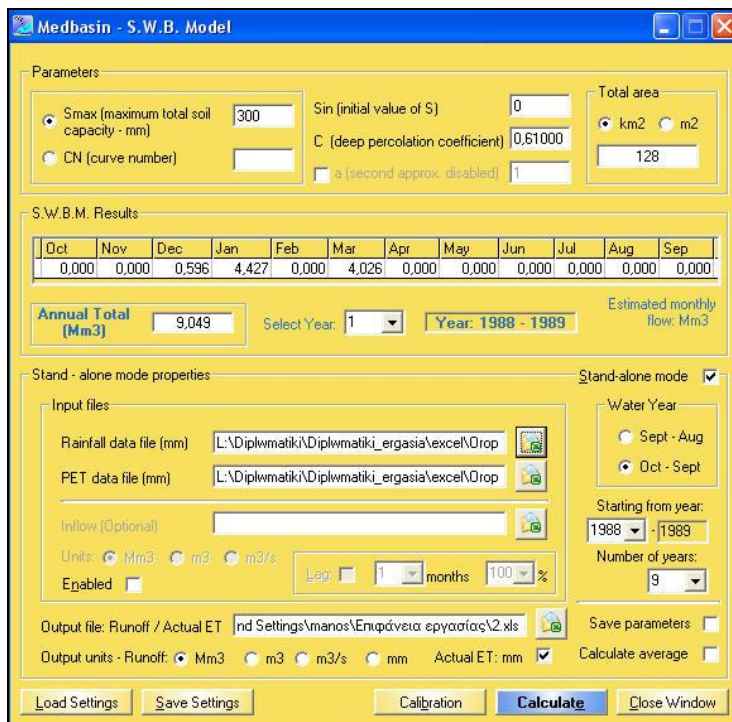 Medbasin - S.W.B. Model
Parameters
Smax (maximum total soil capacity - mm) 300
CN (curve number)
Sin (initial value of S) 0
C (deep percolation coefficient) 0,61000
a (second approx. disabled) 1
Total area
km2 m2
128
S.W.B.M. Results
Oct Nov Dec Jan Feb Mar Apr May Jun Jul Aug Sep
0,000 0,000 0,596 4,427 0,000 4,026 0,000 0,000 0,000 0,000 0,000 0,000
Annual Total (Mm3) 9,049
Select Year: 1
Year: 1988 - 1989
Estimated monthly flow: Mm3
Stand - alone mode properties
Stand-alone mode
Input files
Rainfall data file (mm) L:\Diplwmatiki\Diplwmatiki_ergasia\excel\Orop
PET data file (mm) L:\Diplwmatiki\Diplwmatiki_ergasia\excel\Orop
Inflow (Optional)
Units: Mm3 m3 m3/s
Enabled
Lag: 1 months 100 %
Water Year
Sept - Aug
Oct - Sept
Starting from year:
1988 - 1989
Number of years:
9
Output file: Runoff / Actual ET nd Settings\manos\Επιφάνεια εργασίας\2.xls
Output units - Runoff: Mm3 m3 m3/s mm Actual ET: mm
Save parameters
Calculate average
Load Settings Save Settings Calibration Calculate Close Window